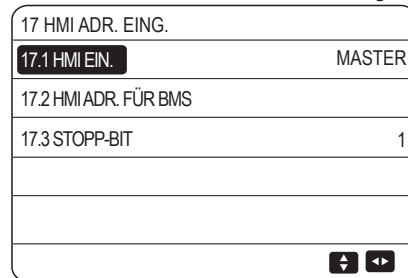 17 HMI ADR. EING.
17.1 HMI EIN. MASTER
17.2 HMI ADR. FÜR BMS
17.3 STOPP-BIT 1